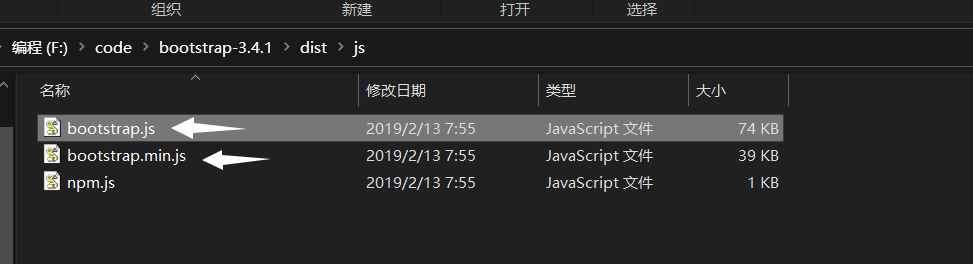 组织 新建 打开 选择
编程 (F:) > code > bootstrap-3.4.1 > dist > js
名称 修改日期 类型 大小
bootstrap.js 2019/2/13 7:55 JavaScript 文件 74 KB
bootstrap.min.js 2019/2/13 7:55 JavaScript 文件 39 KB
npm.js 2019/2/13 7:55 JavaScript 文件 1 KB